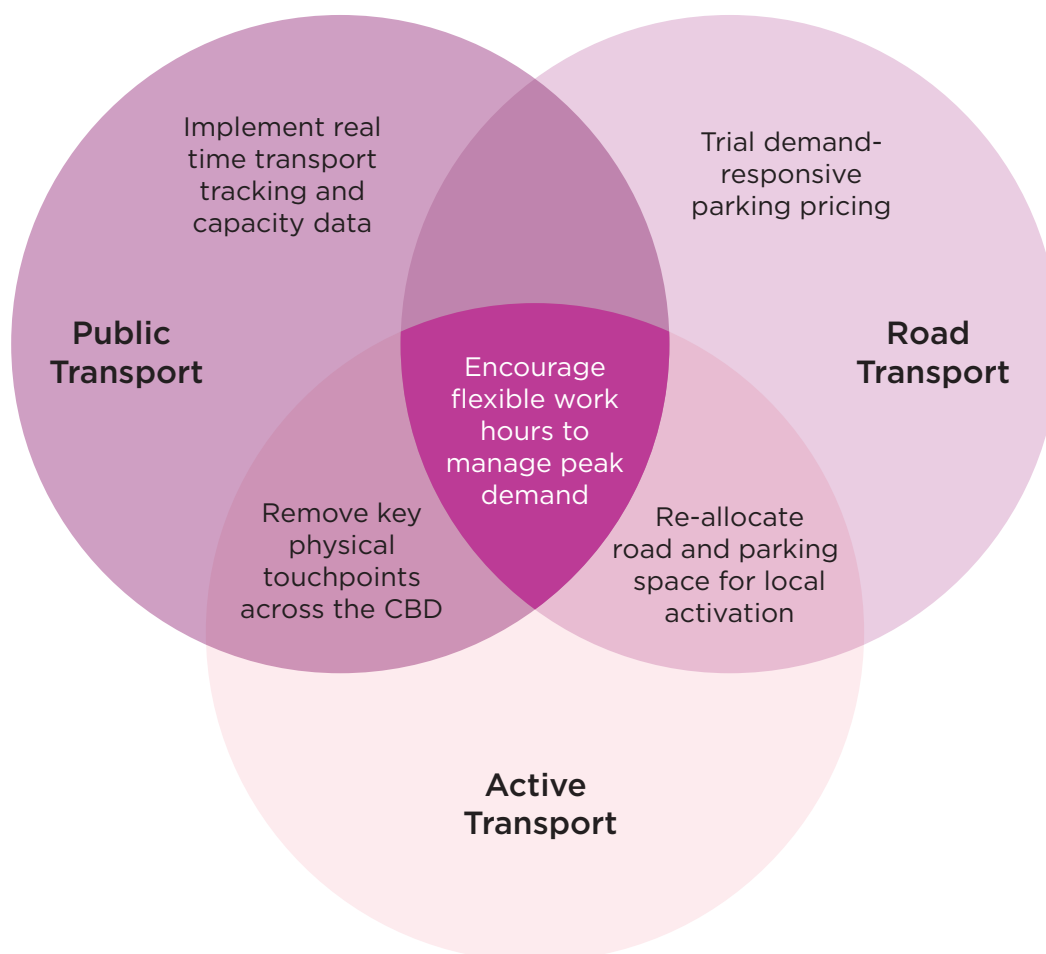 Implement real
time transport
tracking and
capacity data
Trial demand-
responsive
parking pricing
Public
Transport
Road
Transport
Encourage
flexible work
hours to
manage peak
demand
Remove key
physical
touchpoints
across the CBD
Re-allocate
road and parking
space for local
activation
Active
Transport